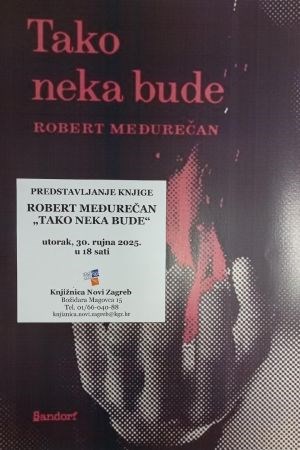 Tako
neka bude
ROBERT MEĐUREČAN
PREDSTAVLJANJE KNJIGE
ROBERT MEĐUREČAN
„TAKO NEKA BUDE“
utorak, 30. rujna 2025.
u 18 sati
Knjižnica Novi Zagreb
Božidara Magovca 15
Tel. 01/66-040-88
knjiznica.novi.zagreb@kgz.hr
Sandorf